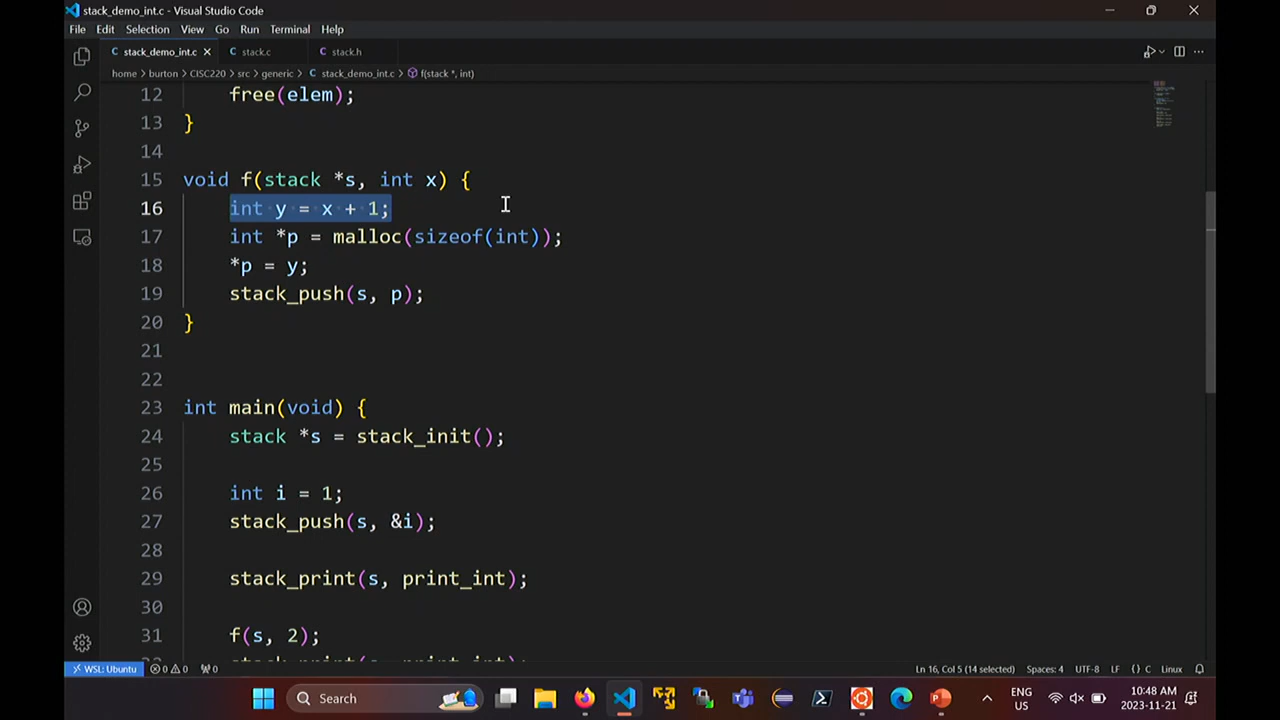 stack_demo_int.c - Visual Studio Code
File Edit Selection View Go Run Terminal Help
C stack_demo_int.c × C stack.c C stack.h
home > burton > CISC220 > src > generic > C stack_demo_int.c > f(stack *, int)
12 free(elem);
13 }
14
15 void f(stack *s, int x) {
16 int·y·=·x·+·1;
17 int *p = malloc(sizeof(int));
18 *p = y;
19 stack_push(s, p);
20 }
21
22
23 int main(void) {
24 stack *s = stack_init();
25
26 int i = 1;
27 stack_push(s, &i);
28
29 stack_print(s, print_int);
30
31 f(s, 2);
stack_print(s, print_int);
WSL: Ubuntu 0 0 0 Ln 16, Col 5 (14 selected) Spaces: 4 UTF-8 LF {} C Linux
Search ENG US 10:48 AM 2023-11-21